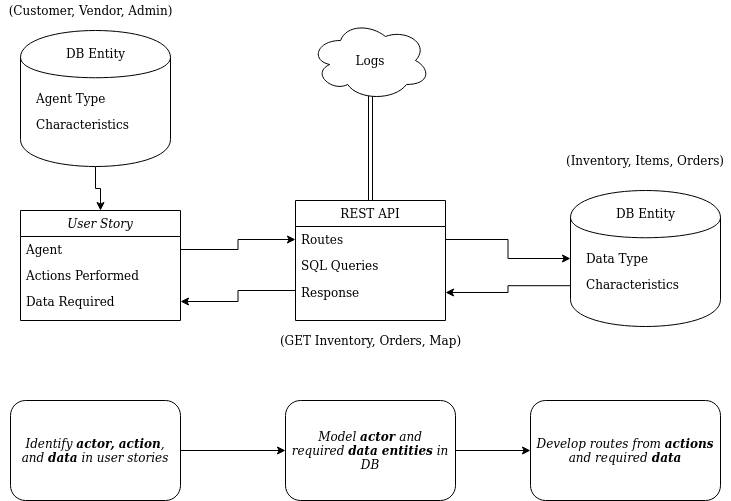 (Customer, Vendor, Admin)
DB Entity
Agent Type
Characteristics
Logs
(Inventory, Items, Orders)
DB Entity
Data Type
Characteristics
User Story
Agent
Actions Performed
Data Required
REST API
Routes
SQL Queries
Response
(GET Inventory, Orders, Map)
Identify actor, action,
and data in user stories
Model actor and
required data entities in
DB
Develop routes from actions
and required data